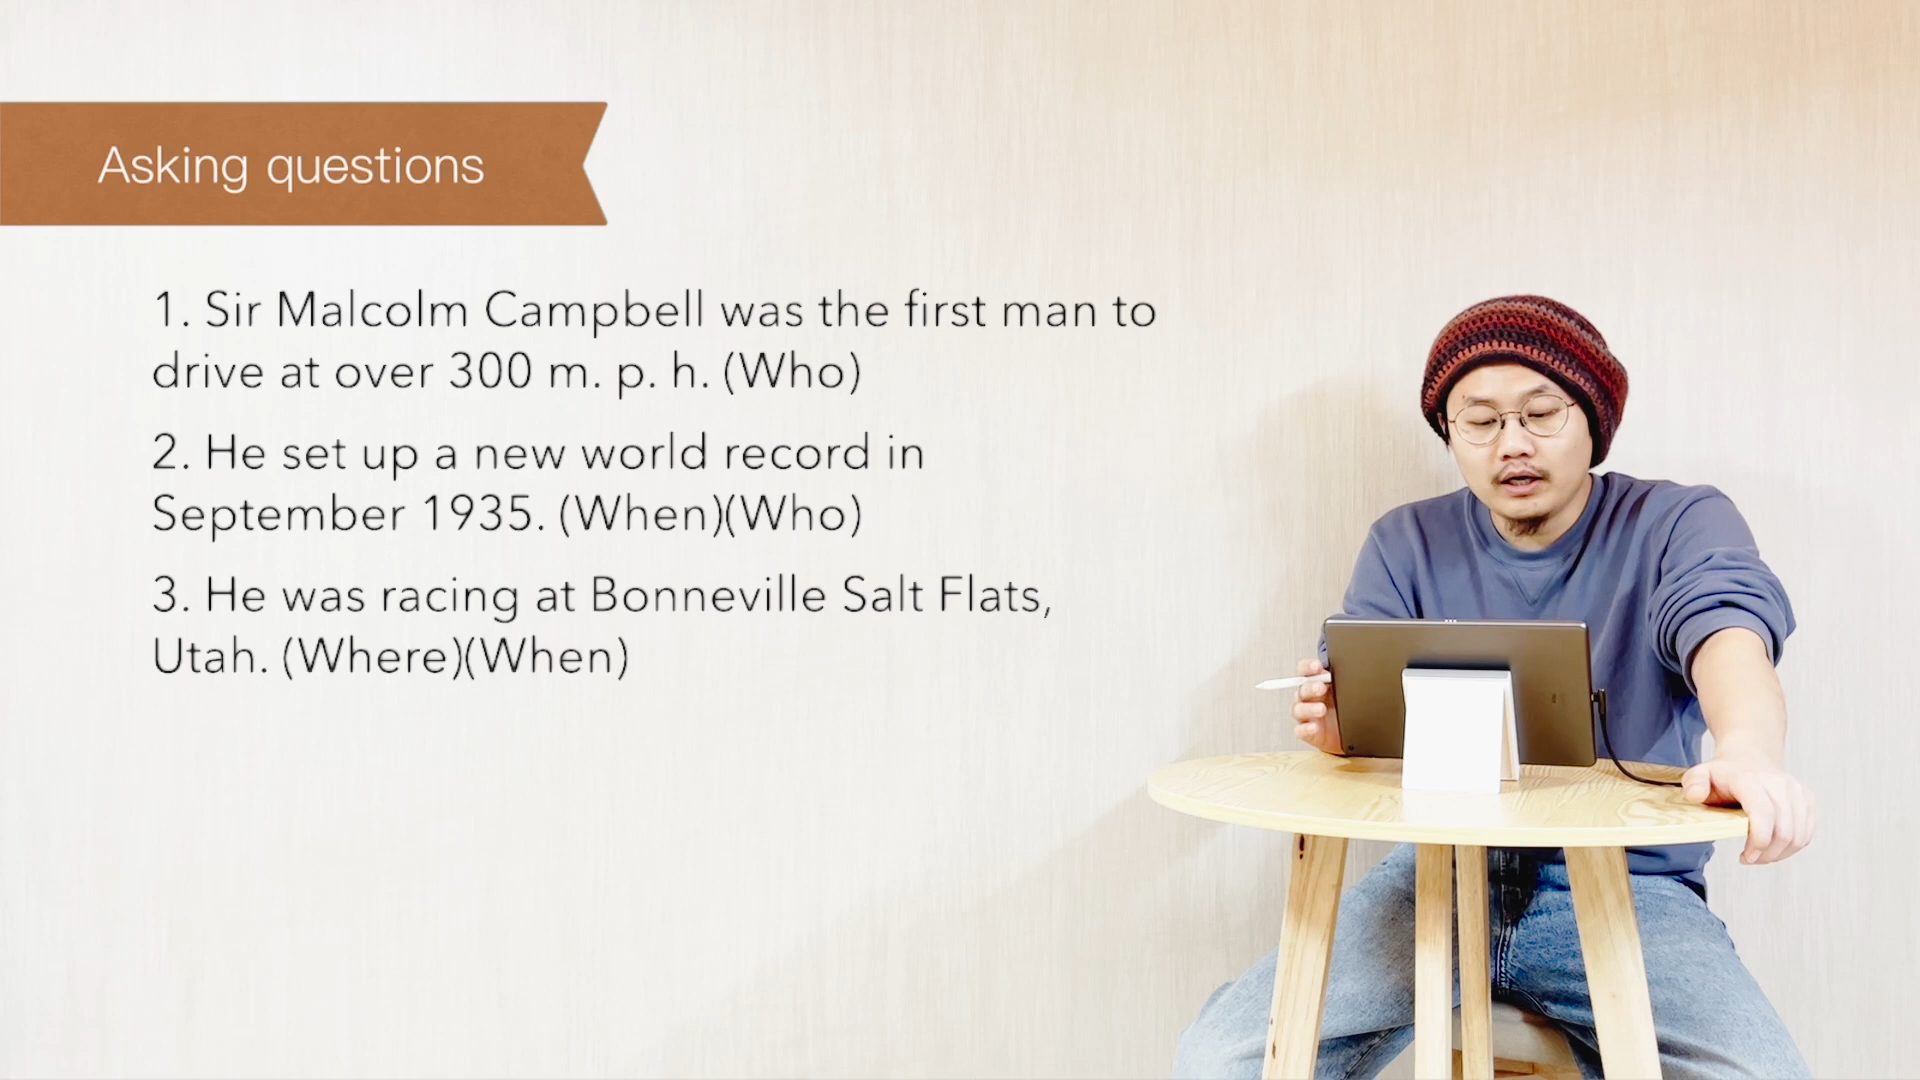 Asking questions
1. Sir Malcolm Campbell was the first man to
drive at over 300 m. p. h. (Who)
2. He set up a new world record in
September 1935. (When)(Who)
3. He was racing at Bonneville Salt Flats,
Utah. (Where)(When)